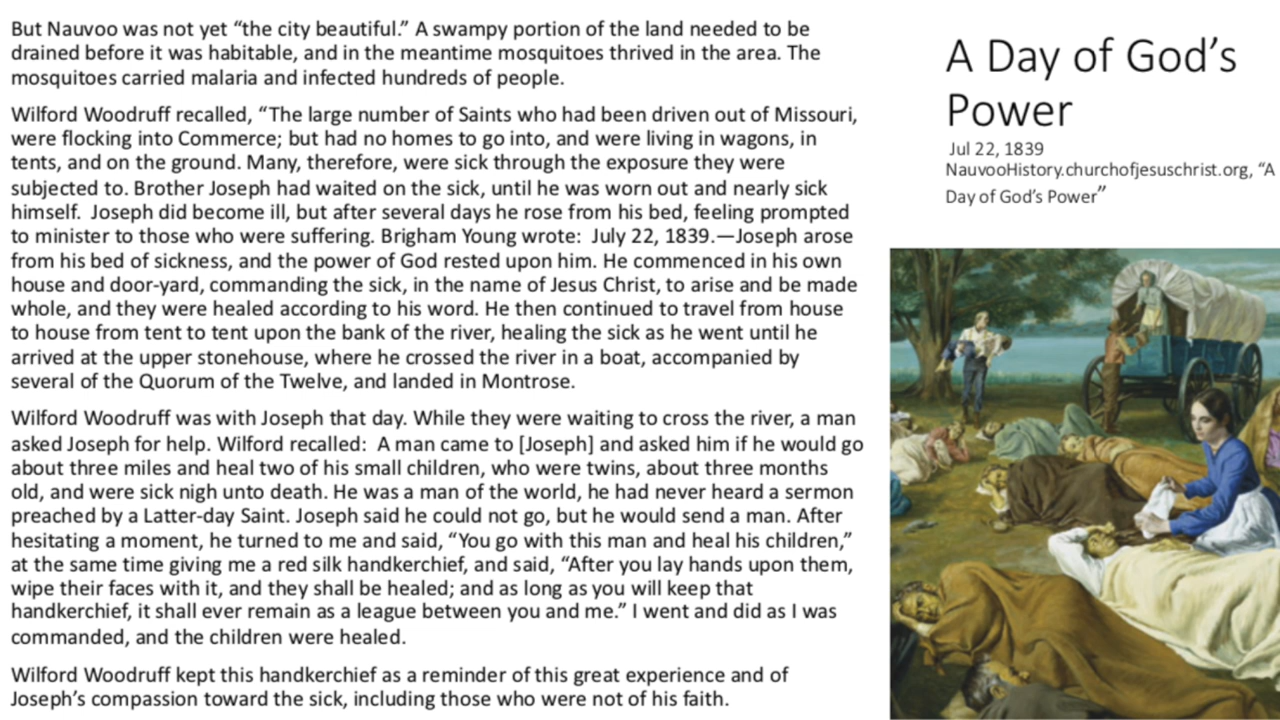 But Nauvoo was not yet “the city beautiful.” A swampy portion of the land needed to be
drained before it was habitable, and in the meantime mosquitoes thrived in the area. The
mosquitoes carried malaria and infected hundreds of people.
Wilford Woodruff recalled, “The large number of Saints who had been driven out of Missouri,
were flocking into Commerce; but had no homes to go into, and were living in wagons, in
tents, and on the ground. Many, therefore, were sick through the exposure they were
subjected to. Brother Joseph had waited on the sick, until he was worn out and nearly sick
himself.  Joseph did become ill, but after several days he rose from his bed, feeling prompted
to minister to those who were suffering. Brigham Young wrote:  July 22, 1839.—Joseph arose
from his bed of sickness, and the power of God rested upon him. He commenced in his own
house and door-yard, commanding the sick, in the name of Jesus Christ, to arise and be made
whole, and they were healed according to his word. He then continued to travel from house
to house from tent to tent upon the bank of the river, healing the sick as he went until he
arrived at the upper stonehouse, where he crossed the river in a boat, accompanied by
several of the Quorum of the Twelve, and landed in Montrose.
Wilford Woodruff was with Joseph that day. While they were waiting to cross the river, a man
asked Joseph for help. Wilford recalled:  A man came to [Joseph] and asked him if he would go
about three miles and heal two of his small children, who were twins, about three months
old, and were sick nigh unto death. He was a man of the world, he had never heard a sermon
preached by a Latter-day Saint. Joseph said he could not go, but he would send a man. After
hesitating a moment, he turned to me and said, “You go with this man and heal his children,”
at the same time giving me a red silk handkerchief, and said, “After you lay hands upon them,
wipe their faces with it, and they shall be healed; and as long as you will keep that
handkerchief, it shall ever remain as a league between you and me.” I went and did as I was
commanded, and the children were healed.
Wilford Woodruff kept this handkerchief as a reminder of this great experience and of
Joseph’s compassion toward the sick, including those who were not of his faith.
A Day of God’s
Power
Jul 22, 1839
NauvooHistory.churchofjesuschrist.org, “A
Day of God’s Power”